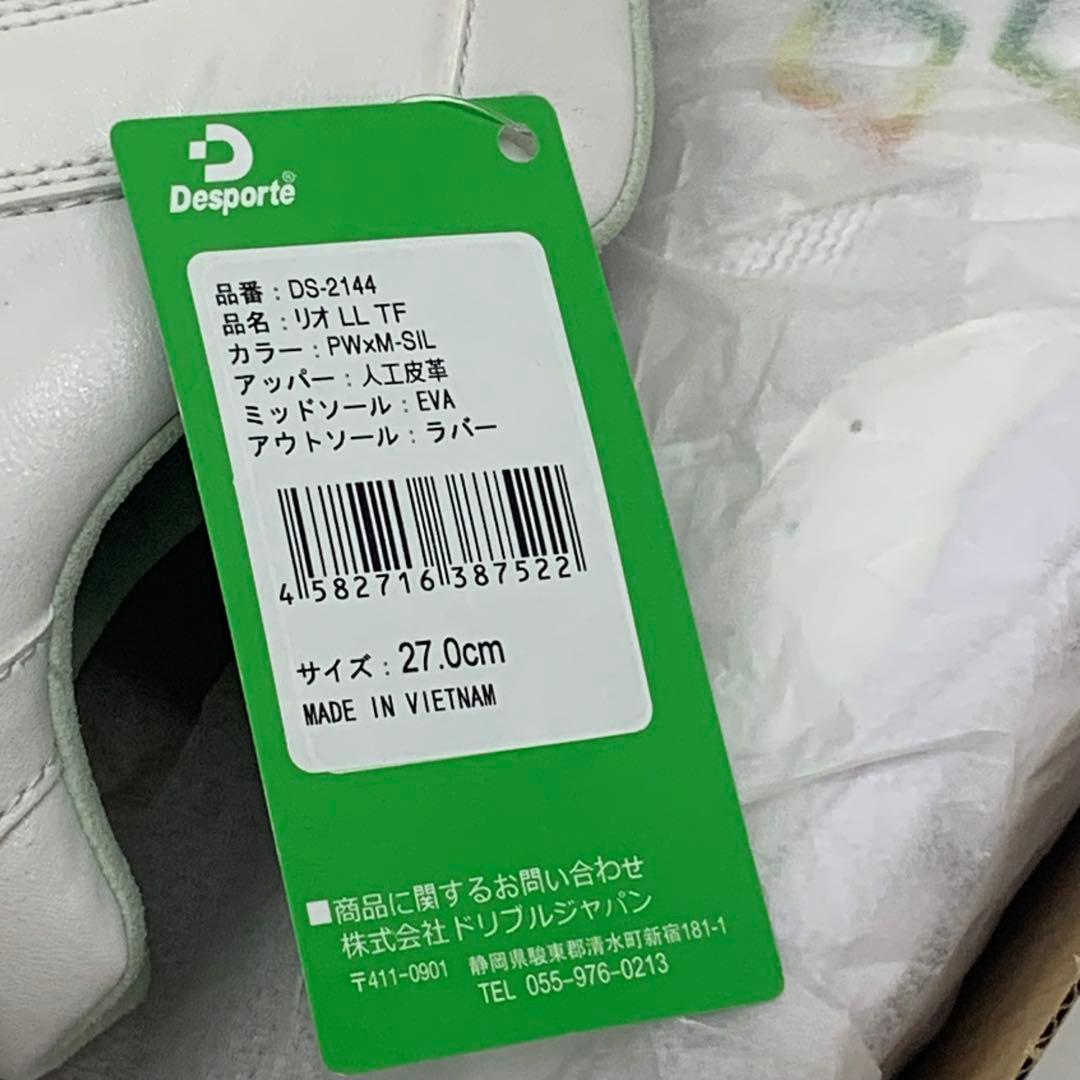 Desporte®
品番 : DS-2144
品名 : リオ LL TF
カラー : PW×M-SIL
アッパー : 人工皮革
ミッドソール : EVA
アウトソール : ラバー
4 582716 387522
サイズ : 27.0cm
MADE IN VIETNAM
■商品に関するお問い合わせ
株式会社ドリブルジャパン
〒411-0901 静岡県駿東郡清水町新宿181-1
TEL 055-976-0213